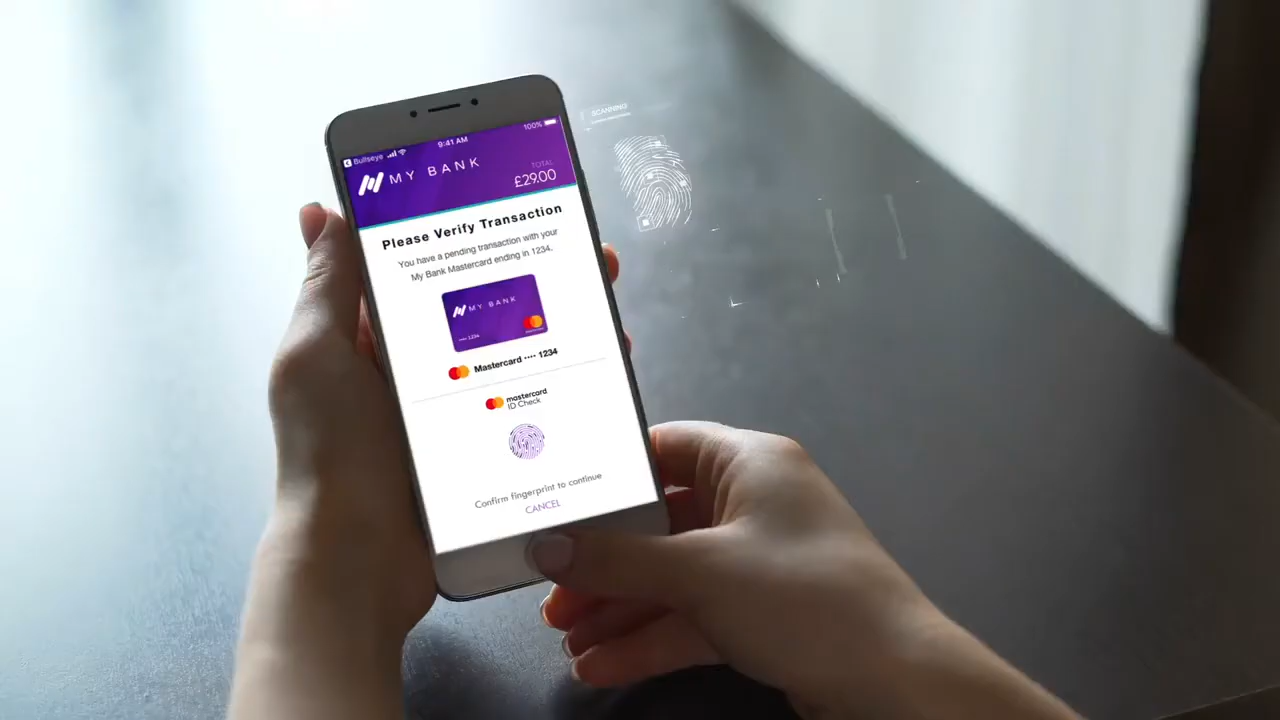 Bullseye
9:41 AM
100%
MY BANK
TOTAL
£29.00
Please Verify Transaction
You have a pending transaction with your
My Bank Mastercard ending in 1234.
MY BANK
•••• 1234
Mastercard •••• 1234
mastercard
ID Check
Confirm fingerprint to continue
CANCEL
SCANNING